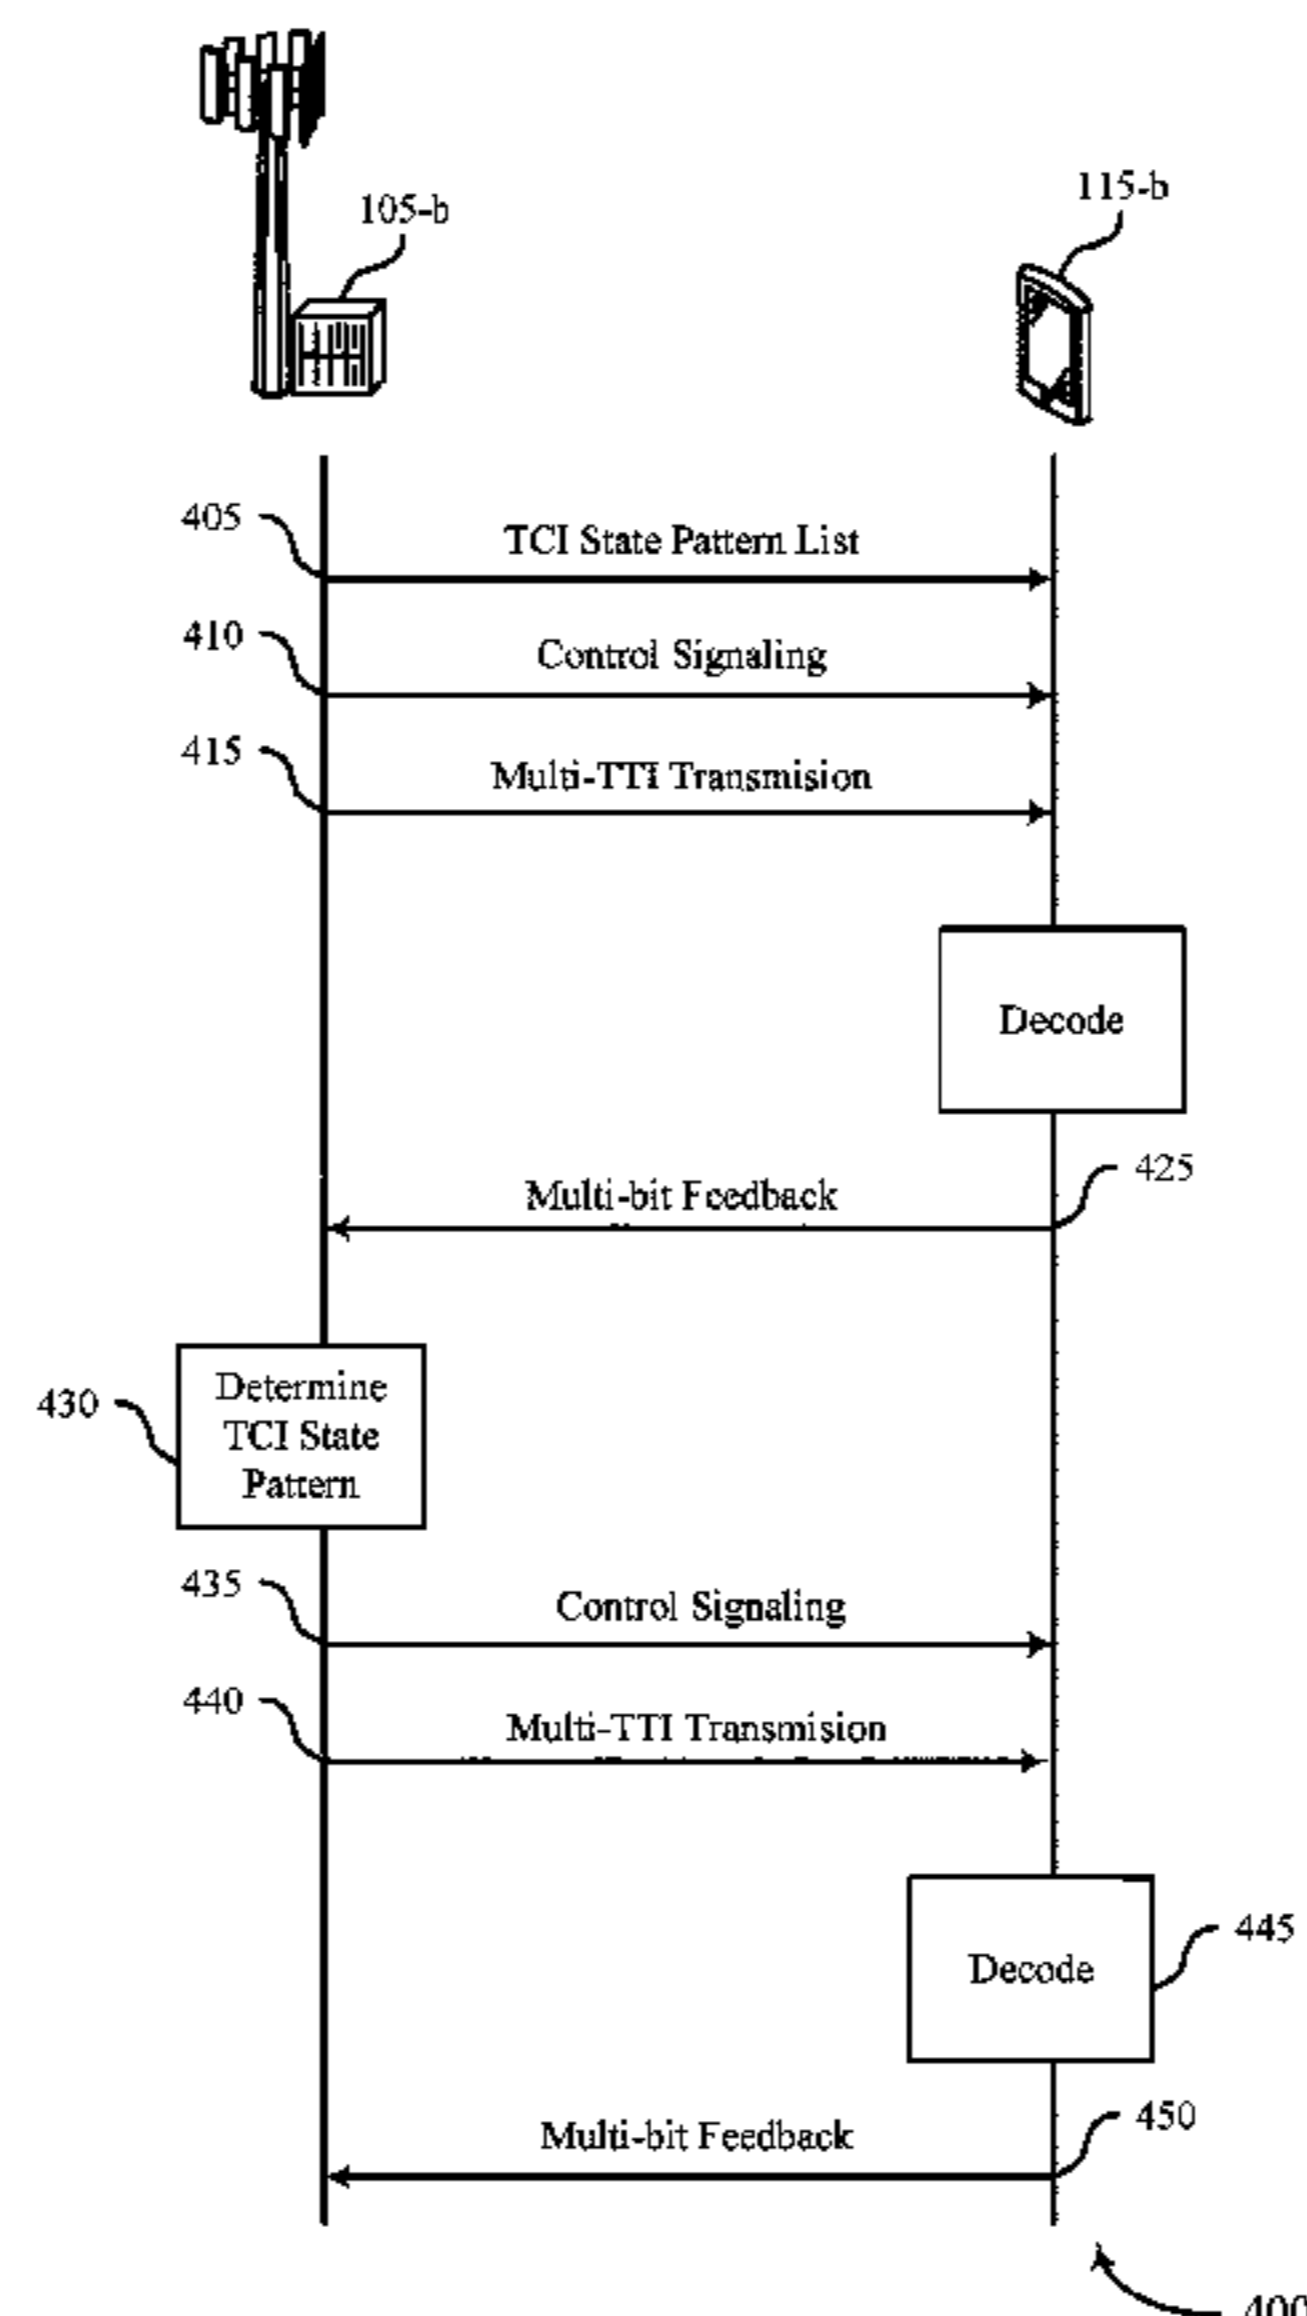 105-b
115-b
405
TCI State Pattern List
410
Control Signaling
415
Multi-TTI Transmision
Decode
425
Multi-bit Feedback
430
Determine
TCI State
Pattern
435
Control Signaling
440
Multi-TTI Transmision
445
Decode
450
Multi-bit Feedback
400